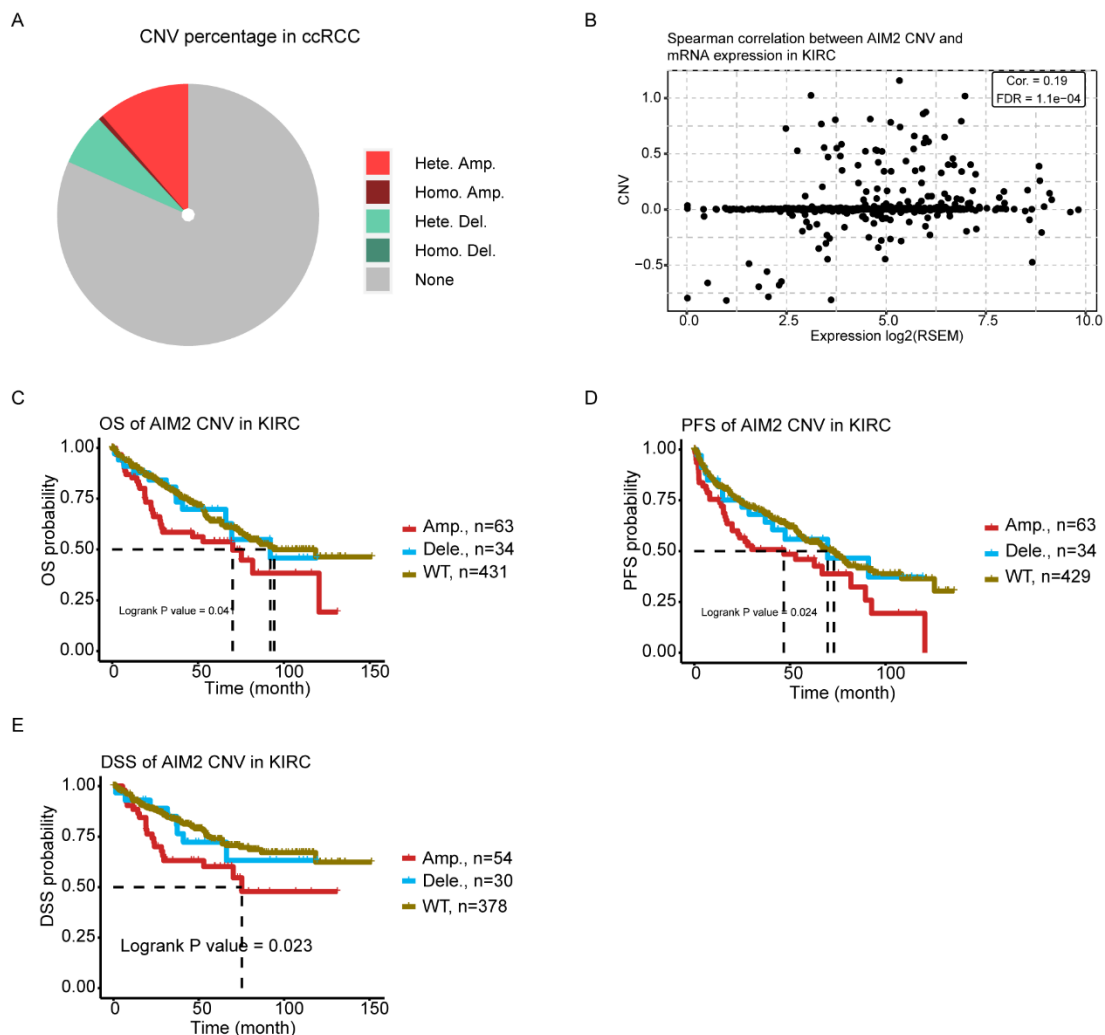 A
CNV percentage in ccRCC
Hete. Amp.
Homo. Amp.
Hete. Del.
Homo. Del.
None
B
Spearman correlation between AIM2 CNV and
mRNA expression in KIRC
Cor. = 0.19
FDR = 1.1e−04
CNV
1.0
0.5
0.0
−0.5
0.0
2.5
5.0
7.5
10.0
Expression log2(RSEM)
C
OS of AIM2 CNV in KIRC
OS probability
1.00
0.75
0.50
0.25
0.00
Logrank P value = 0.04
0
50
100
150
Time (month)
Amp., n=63
Dele., n=34
WT, n=431
D
PFS of AIM2 CNV in KIRC
PFS probability
1.00
0.75
0.50
0.25
0.00
Logrank P value = 0.024
0
50
100
Time (month)
Amp., n=63
Dele., n=34
WT, n=429
E
DSS of AIM2 CNV in KIRC
DSS probability
1.00
0.75
0.50
0.25
0.00
Logrank P value = 0.023
0
50
100
150
Time (month)
Amp., n=54
Dele., n=30
WT, n=378